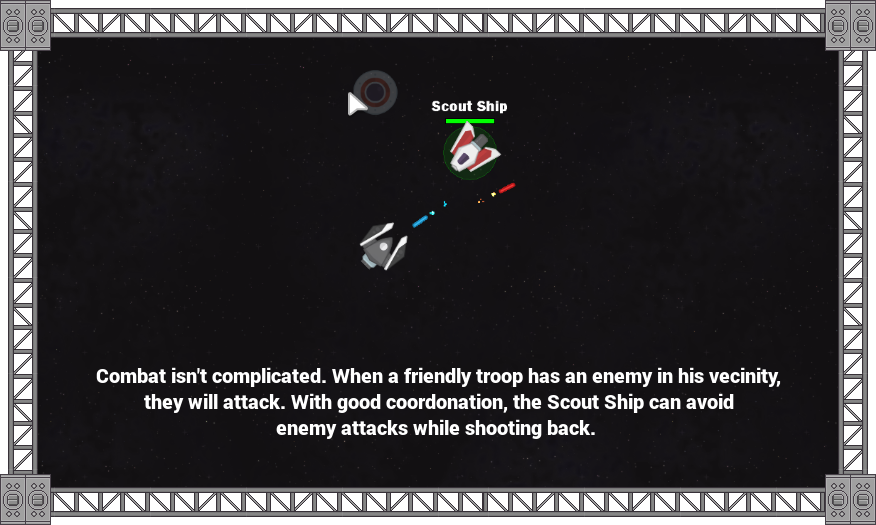 Scout Ship
Combat isn't complicated. When a friendly troop has an enemy in his vecinity,
they will attack. With good coordonation, the Scout Ship can avoid
enemy attacks while shooting back.